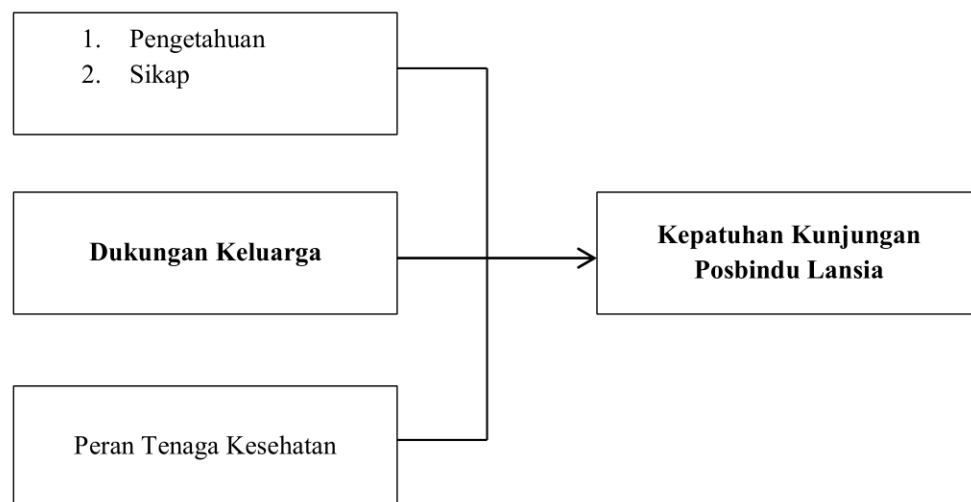 1. Pengetahuan
2. Sikap
Dukungan Keluarga
Kepatuhan Kunjungan
Posbindu Lansia
Peran Tenaga Kesehatan